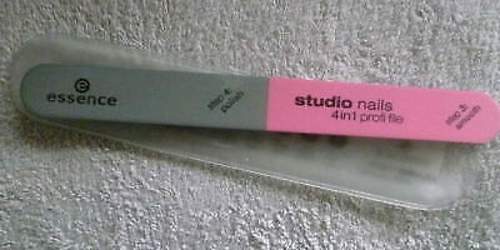 essence
step 4:
polish
studio nails
4in1 profi file
step 3:
smooth